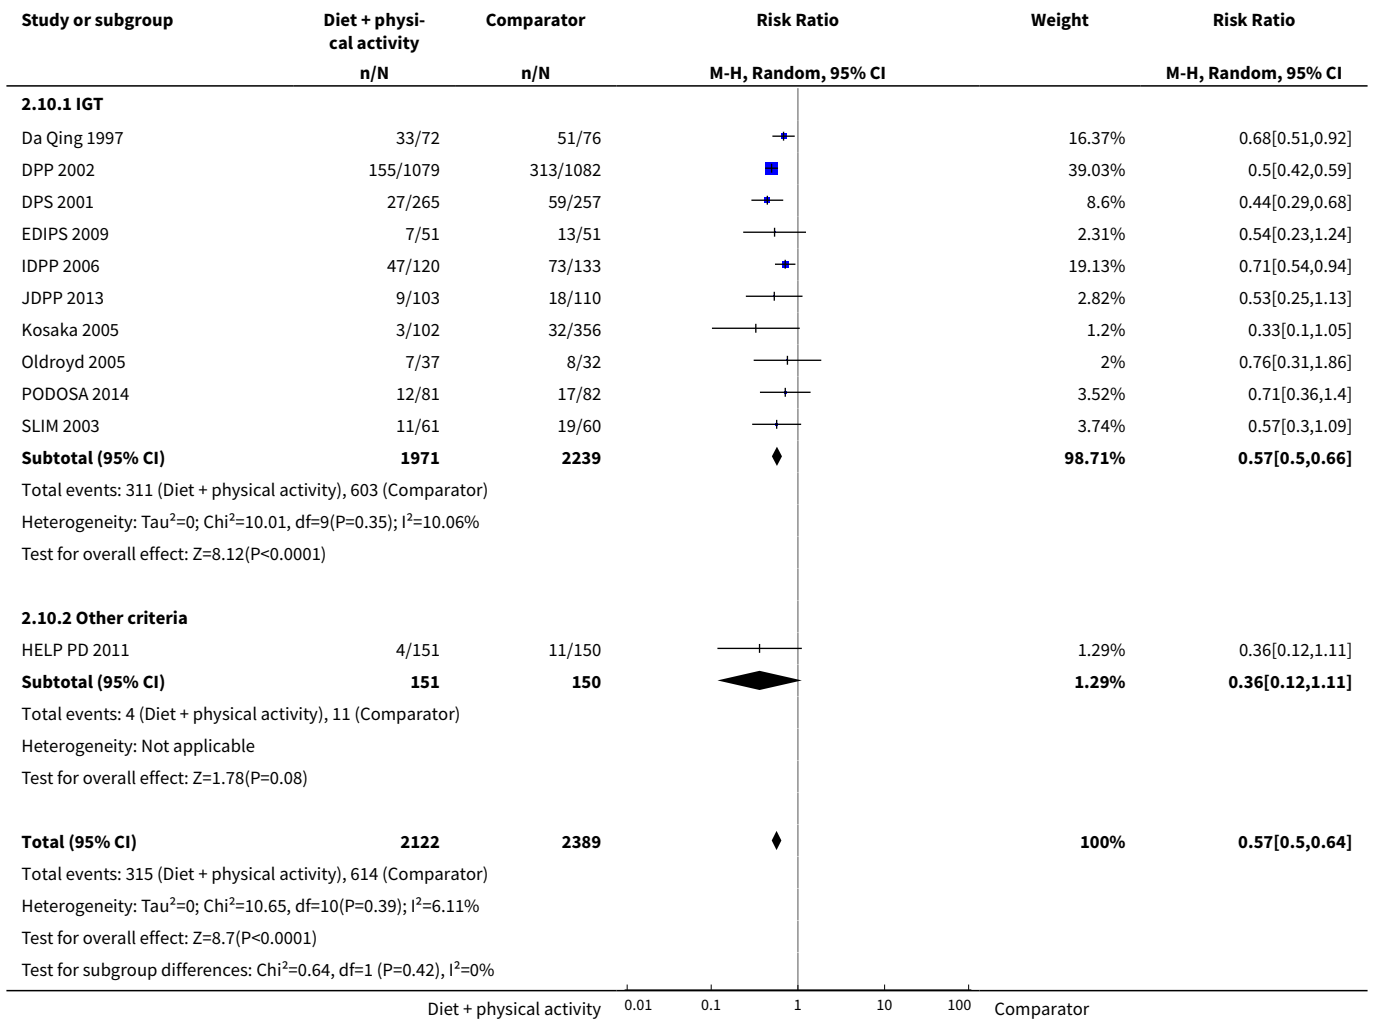 Study or subgroup Diet + physi- Comparator Risk Ratio Weight Risk Ratio
cal activity
n/N n/N M-H, Random, 95% CI M-H, Random, 95% CI
2.10.1 IGT
Da Qing 1997 33/72 51/76 16.37% 0.68[0.51,0.92]
DPP 2002 155/1079 313/1082 39.03% 0.5[0.42,0.59]
DPS 2001 27/265 59/257 8.6% 0.44[0.29,0.68]
EDIPS 2009 7/51 13/51 2.31% 0.54[0.23,1.24]
IDPP 2006 47/120 73/133 19.13% 0.71[0.54,0.94]
JDPP 2013 9/103 18/110 2.82% 0.53[0.25,1.13]
Kosaka 2005 3/102 32/356 1.2% 0.33[0.1,1.05]
Oldroyd 2005 7/37 8/32 2% 0.76[0.31,1.86]
PODOSA 2014 12/81 17/82 3.52% 0.71[0.36,1.4]
SLIM 2003 11/61 19/60 3.74% 0.57[0.3,1.09]
Subtotal (95% CI) 1971 2239 98.71% 0.57[0.5,0.66]
Total events: 311 (Diet + physical activity), 603 (Comparator)
Heterogeneity: Tau²=0; Chi²=10.01, df=9(P=0.35); I²=10.06%
Test for overall effect: Z=8.12(P<0.0001)
2.10.2 Other criteria
HELP PD 2011 4/151 11/150 1.29% 0.36[0.12,1.11]
Subtotal (95% CI) 151 150 1.29% 0.36[0.12,1.11]
Total events: 4 (Diet + physical activity), 11 (Comparator)
Heterogeneity: Not applicable
Test for overall effect: Z=1.78(P=0.08)
Total (95% CI) 2122 2389 100% 0.57[0.5,0.64]
Total events: 315 (Diet + physical activity), 614 (Comparator)
Heterogeneity: Tau²=0; Chi²=10.65, df=10(P=0.39); I²=6.11%
Test for overall effect: Z=8.7(P<0.0001)
Test for subgroup differences: Chi²=0.64, df=1 (P=0.42), I²=0%
Diet + physical activity 0.01 0.1 1 10 100 Comparator